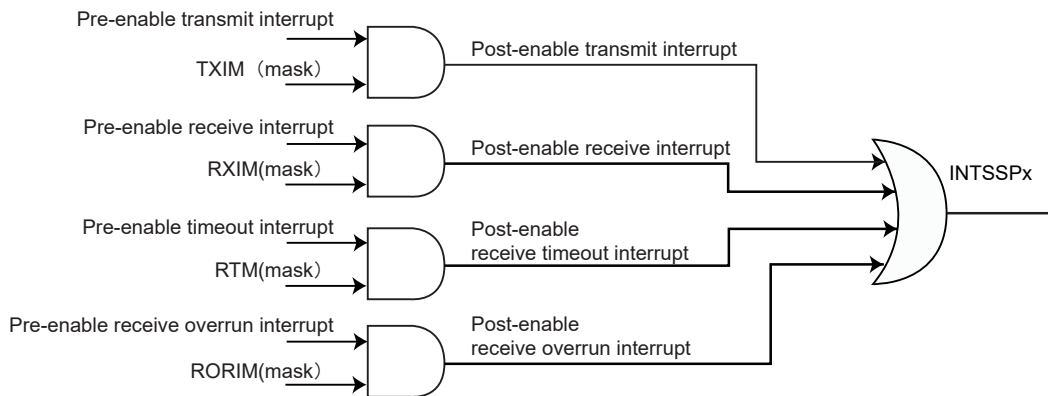 Pre-enable transmit interrupt
TXIM（mask）
Post-enable transmit interrupt
Pre-enable receive interrupt
RXIM(mask）
Post-enable receive interrupt
INTSSPx
Pre-enable timeout interrupt
RTM(mask）
Post-enable
receive timeout interrupt
Pre-enable receive overrun interrupt
RORIM(mask）
Post-enable
receive overrun interrupt